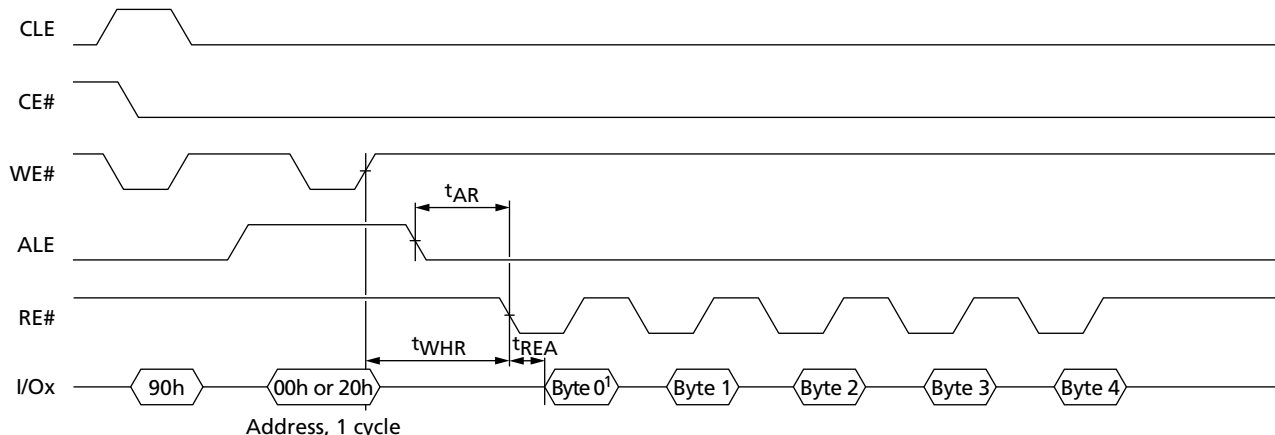 CLE
CE#
WE#
tAR
ALE
RE#
tWHR tREA
I/Ox 90h 00h or 20h Byte 0¹ Byte 1 Byte 2 Byte 3 Byte 4
Address, 1 cycle